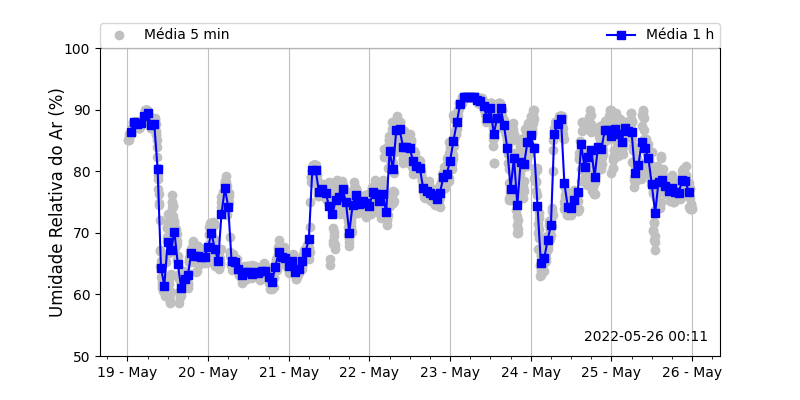 Média 5 min
Média 1 h
100
90
80
70
60
50
Umidade Relativa do Ar (%)
2022-05-26 00:11
19 - May
20 - May
21 - May
22 - May
23 - May
24 - May
25 - May
26 - May